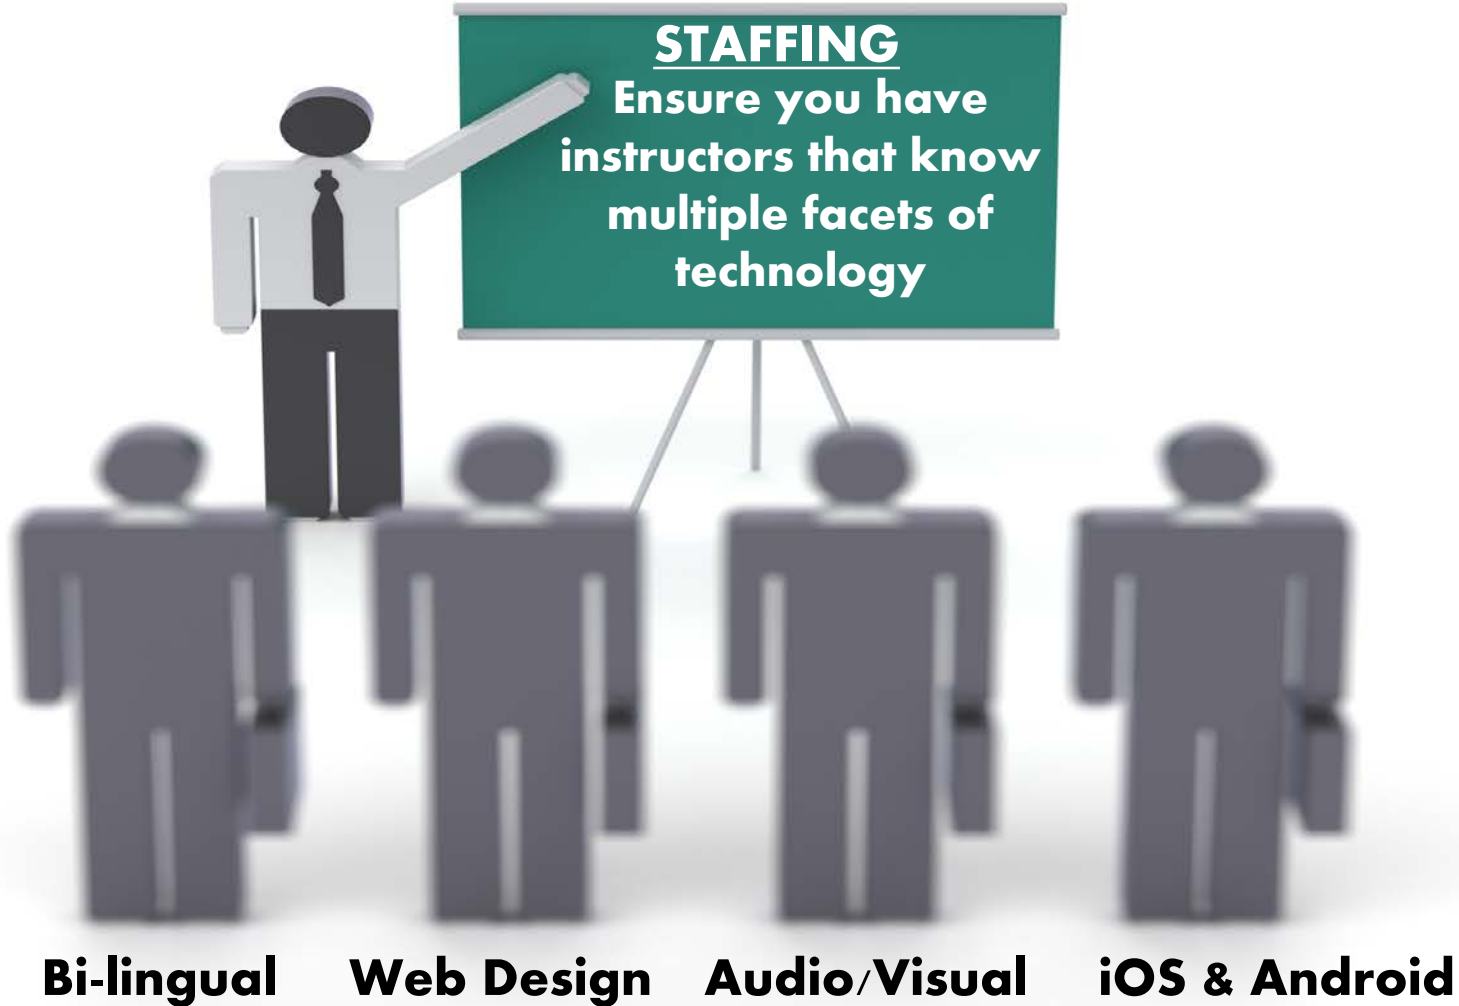 STAFFING
Ensure you have
instructors that know
multiple facets of
technology
Bi-lingual Web Design Audio/Visual iOS & Android